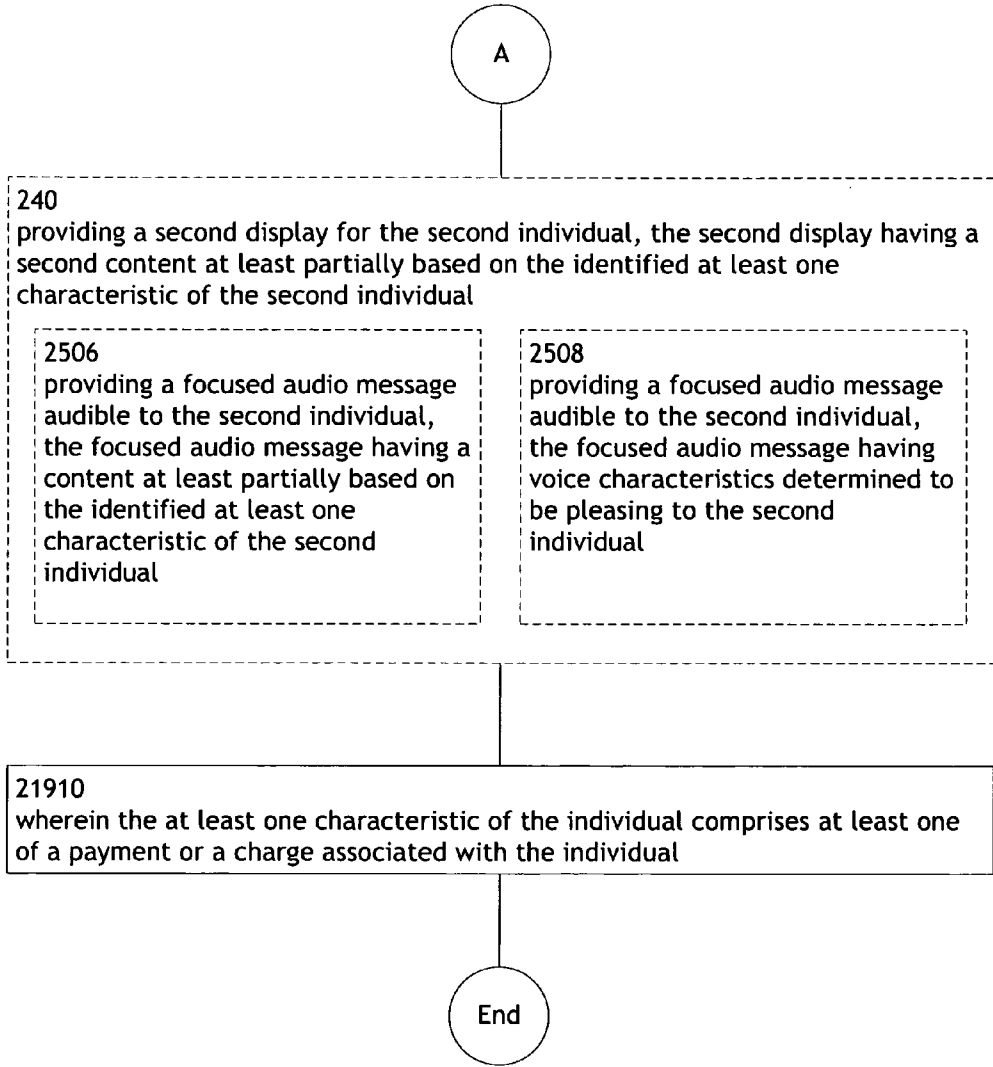 A
240
providing a second display for the second individual, the second display having a
second content at least partially based on the identified at least one
characteristic of the second individual
2506
providing a focused audio message
audible to the second individual,
the focused audio message having a
content at least partially based on
the identified at least one
characteristic of the second
individual
2508
providing a focused audio message
audible to the second individual,
the focused audio message having
voice characteristics determined to
be pleasing to the second
individual
21910
wherein the at least one characteristic of the individual comprises at least one
of a payment or a charge associated with the individual
End